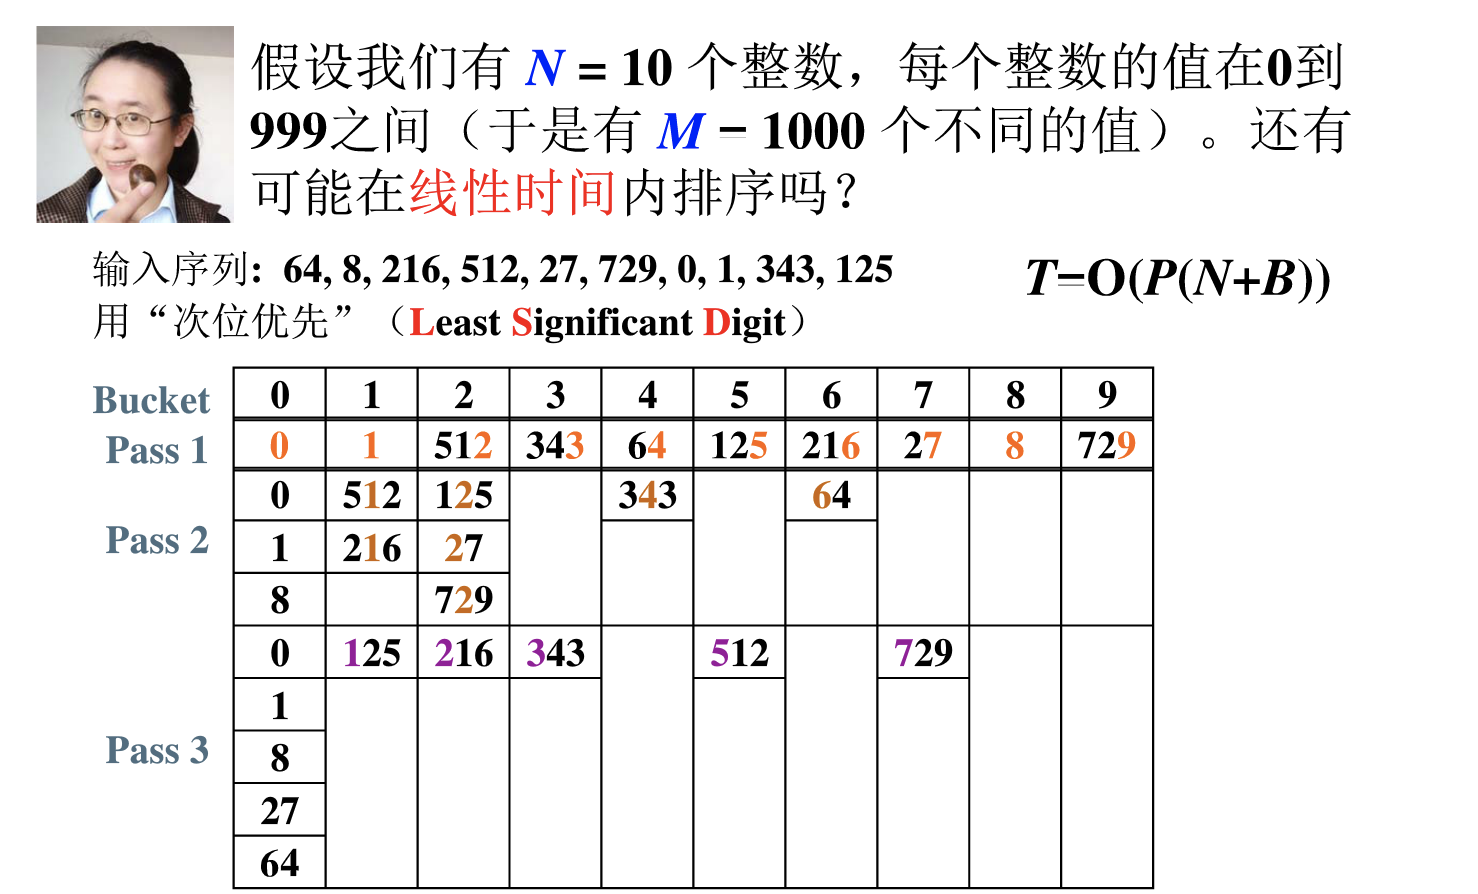 假设我们有 N = 10 个整数，每个整数的值在0到
999之间（于是有 M = 1000 个不同的值）。还有
可能在线性时间内排序吗？
输入序列: 64, 8, 216, 512, 27, 729, 0, 1, 343, 125
T=O(P(N+B))
用“次位优先”（Least Significant Digit）
Bucket 0 1 2 3 4 5 6 7 8 9
Pass 1 0 1 512 343 64 125 216 27 8 729
0 512 125 343 64
Pass 2 1 216 27
8 729
0 125 216 343 512 729
1
Pass 3 8
27
64